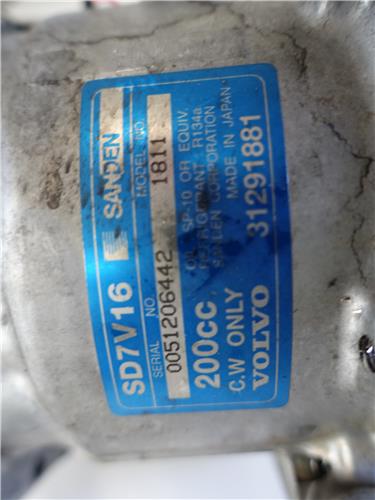 SD7V16 SANDEN
SERIAL NO. MODEL NO.
0051206442 1811
200CC OIL SP-10 OR EQUIV.
REFRIGERANT R134a
SANDEN CORPORATION
C.W ONLY MADE IN JAPAN
VOLVO 31291881